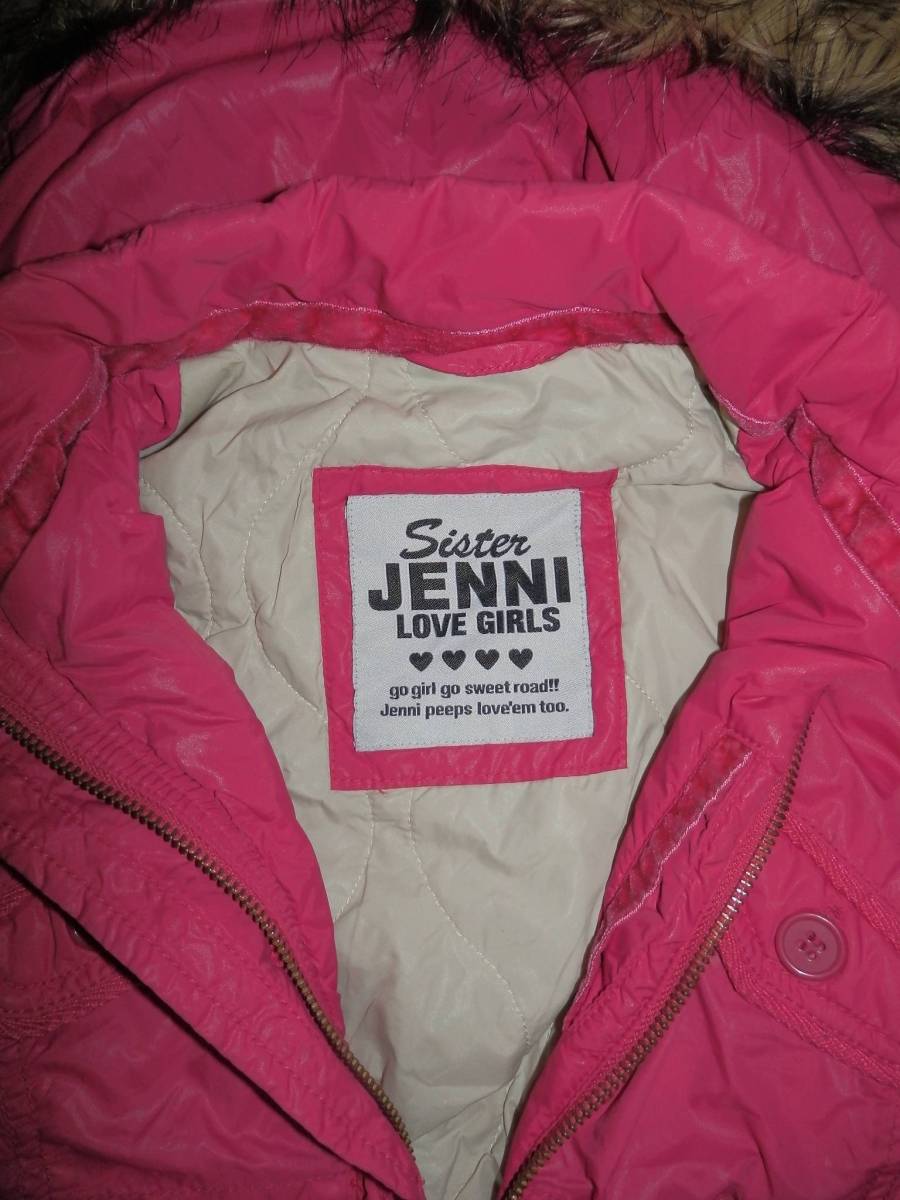 Sister
JENNI
LOVE GIRLS
♥♥♥♥
go girl go sweet road!!
Jenni peeps love'em too.